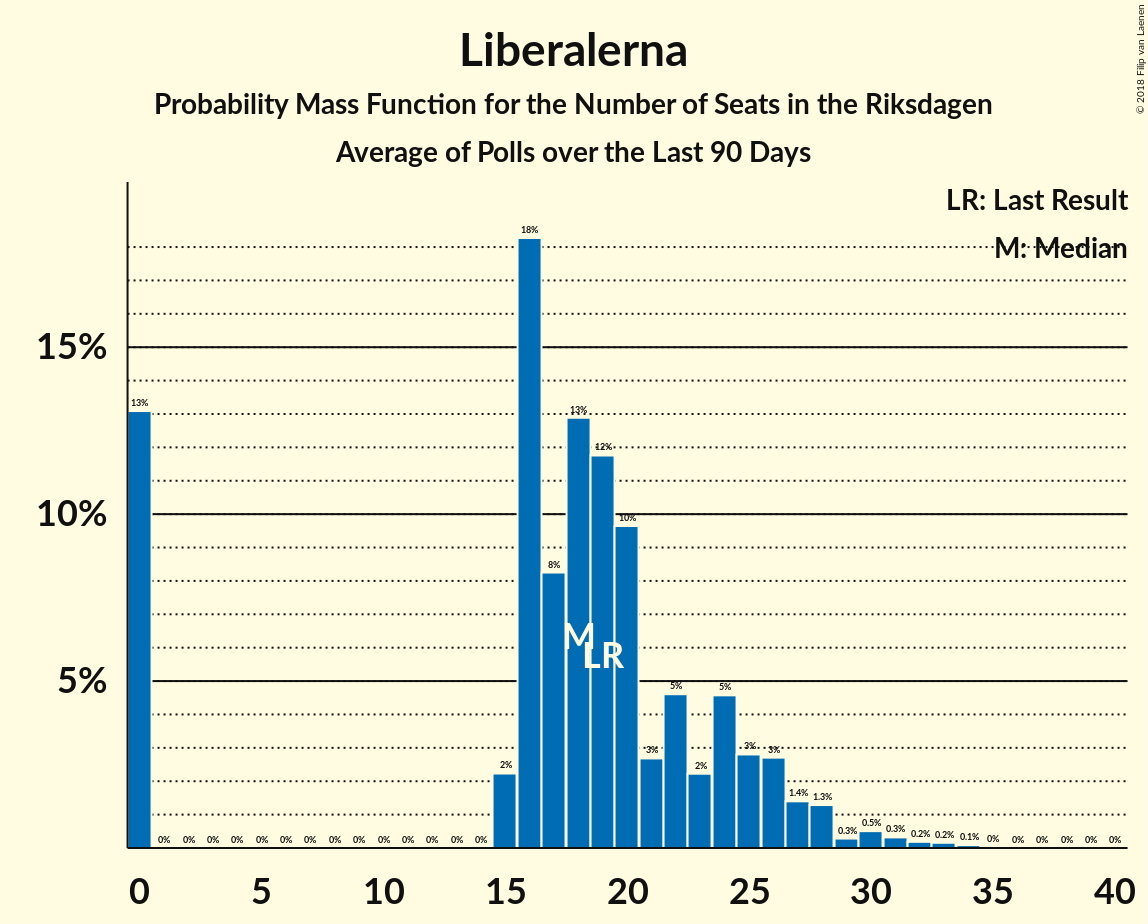 Liberalerna
Probability Mass Function for the Number of Seats in the Riksdagen
Average of Polls over the Last 90 Days
© 2018 Filip van Laenen
LR: Last Result
M: Median
15%
10%
5%
13% 0% 0% 0% 0% 0% 0% 0% 0% 0% 0% 0% 0% 0% 0% 2% 18% 8% 13% 12% 10% 3% 5% 2% 5% 3% 3% 1.4% 1.3% 0.3% 0.5% 0.3% 0.2% 0.2% 0.1% 0% 0% 0% 0% 0% 0%
M
LR
0 5 10 15 20 25 30 35 40